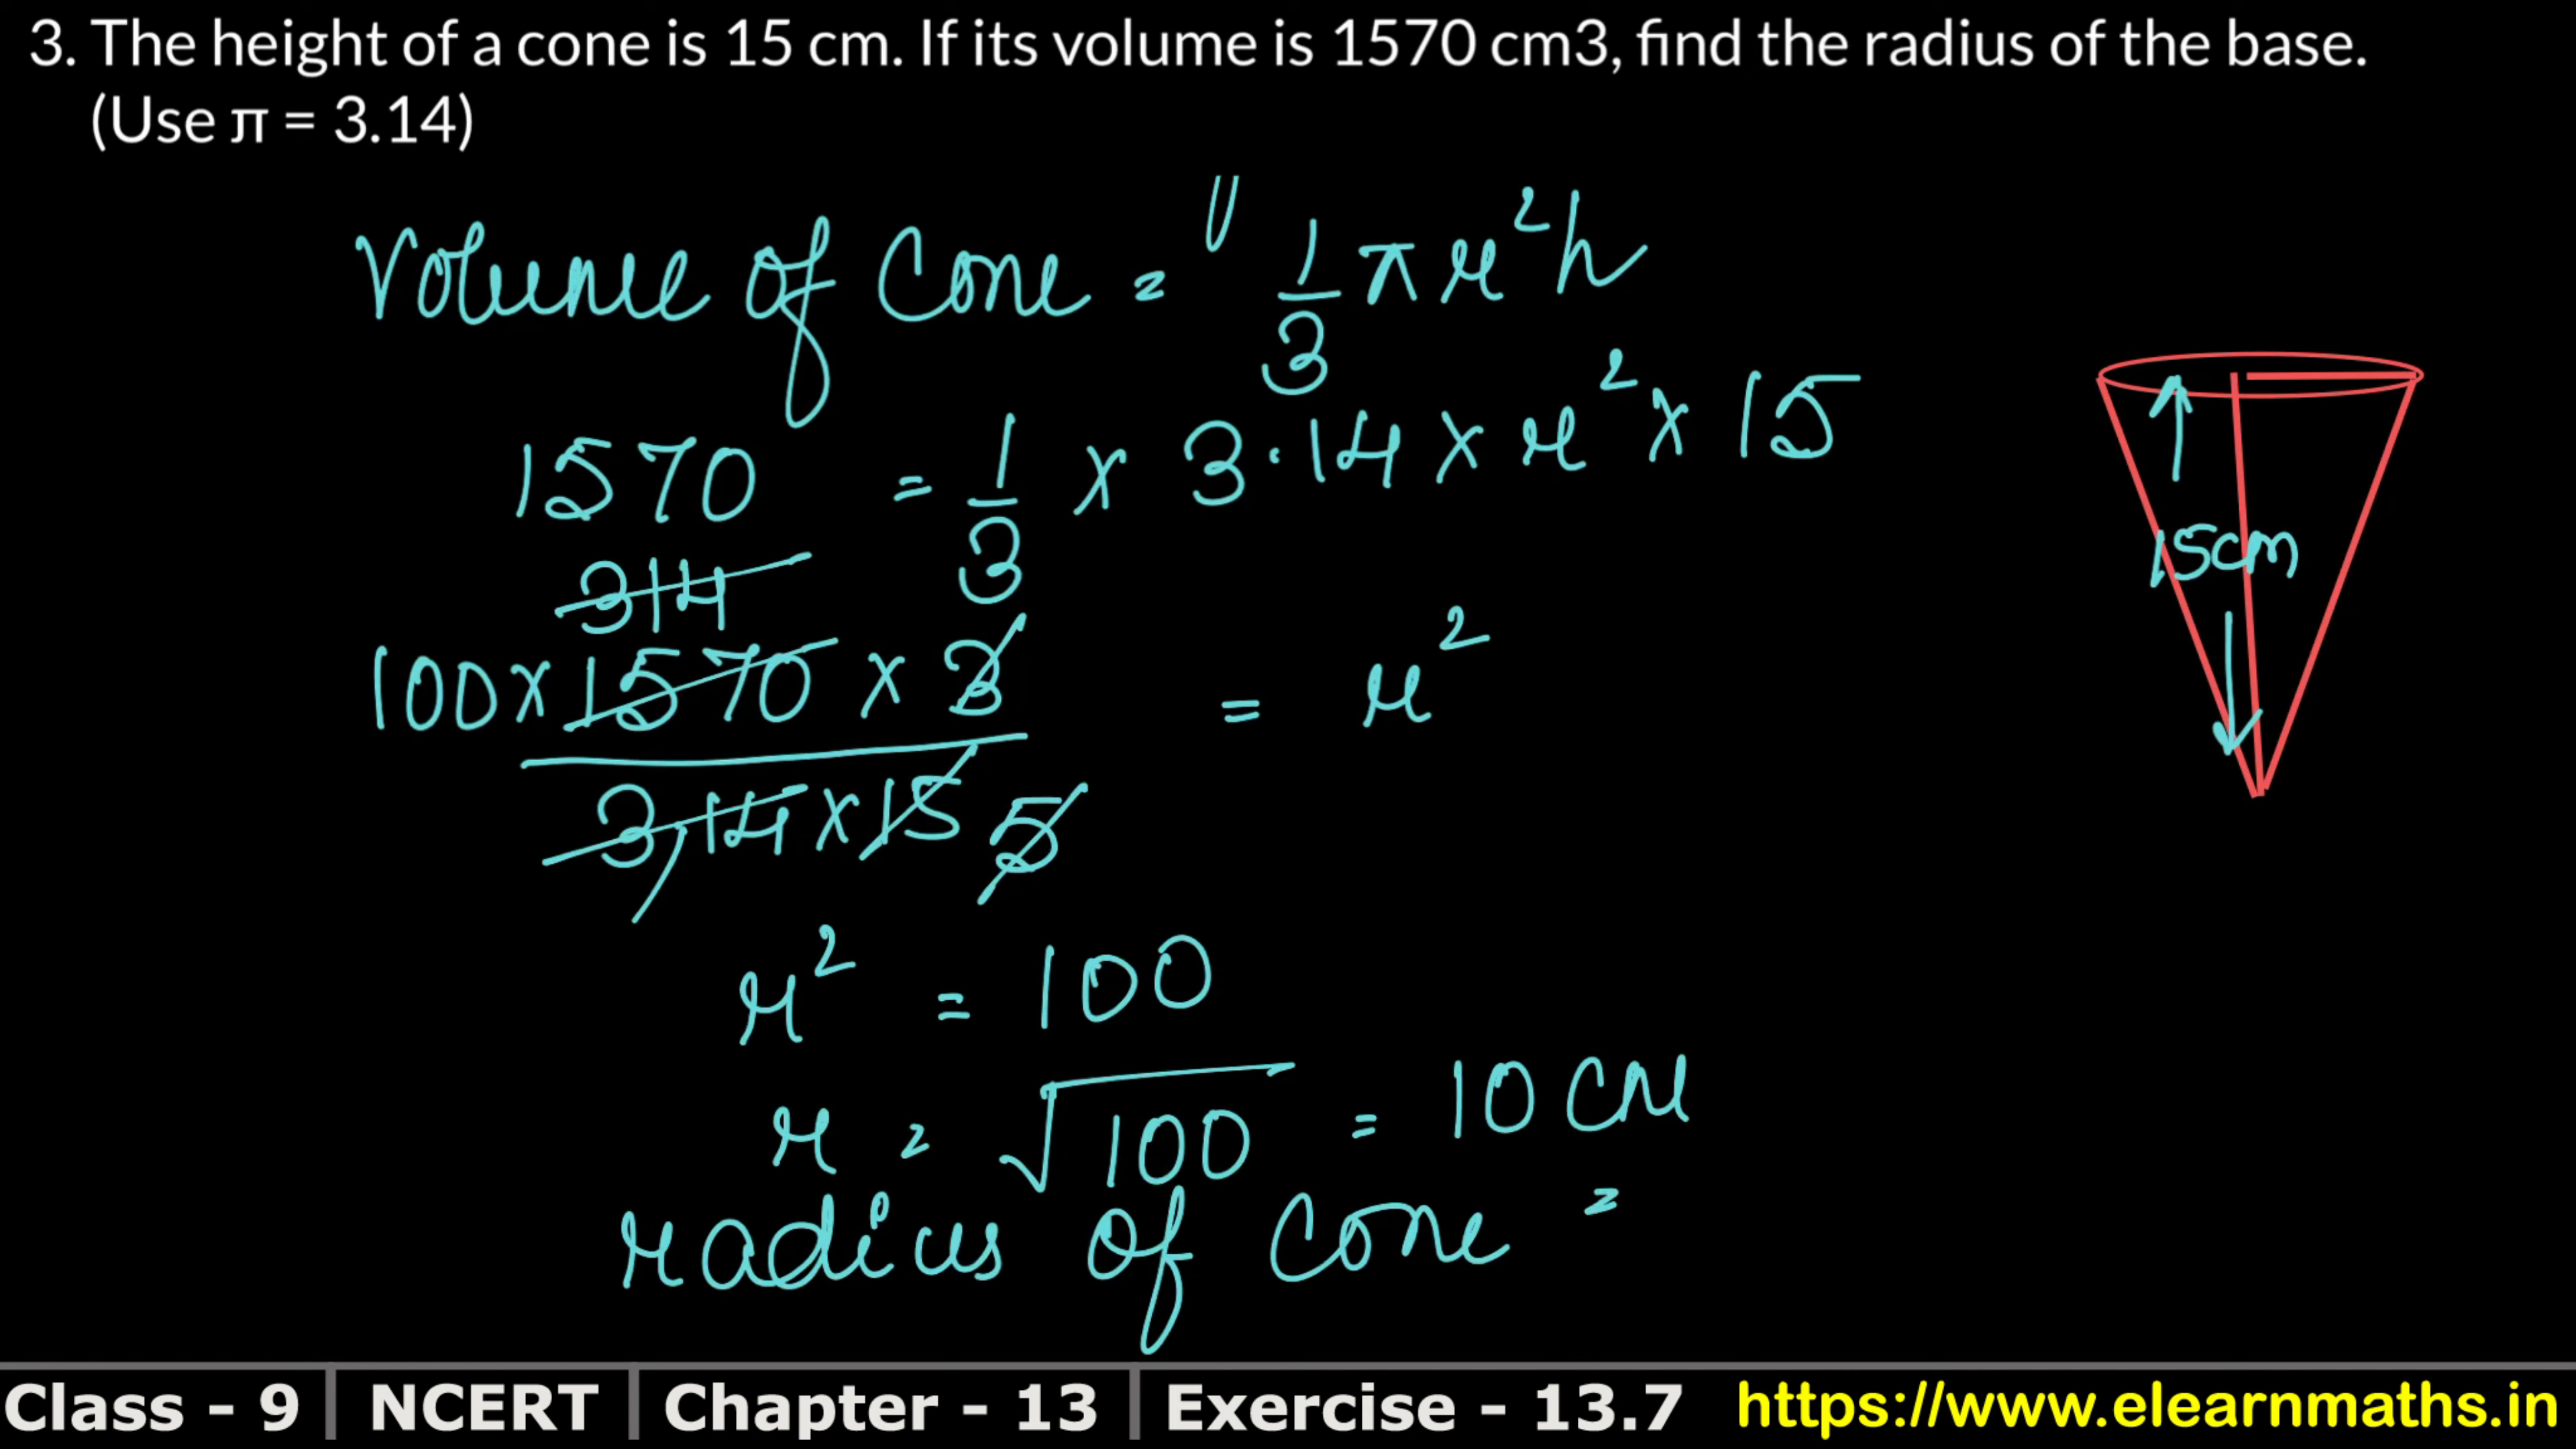 3. The height of a cone is 15 cm. If its volume is 1570 cm3, find the radius of the base.
(Use π = 3.14)
Volume of Cone = 1/3 πr²h
1570 = 1/3 × 3.14 × r² × 15
314
100 × 1570 × 3 = r²
3.14 × 15 5
r² = 100
r = √100 = 10 cm
radius of cone =
15cm
Class - 9 | NCERT | Chapter - 13 | Exercise - 13.7 https://www.elearnmaths.in